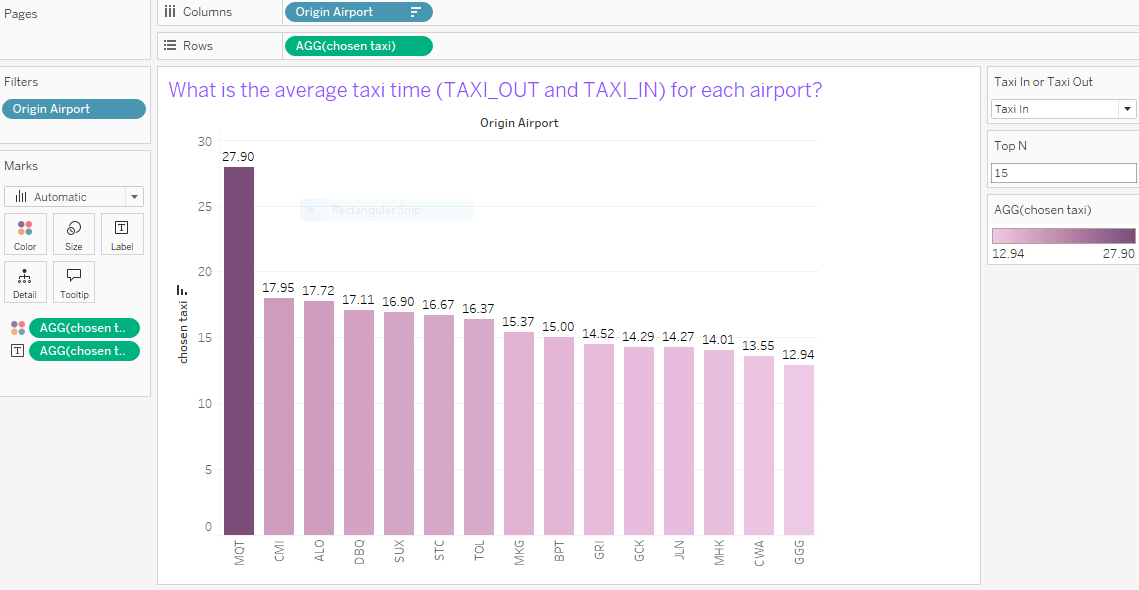 Pages
Columns
Origin Airport
Rows
AGG(chosen taxi)
Filters
Origin Airport
Marks
Automatic
Color
Size
Label
Detail
Tooltip
AGG(chosen t..
AGG(chosen t..
What is the average taxi time (TAXI_OUT and TAXI_IN) for each airport?
Origin Airport
chosen taxi
30
25
20
15
10
5
0
27.90
17.95
17.72
17.11
16.90
16.67
16.37
15.37
15.00
14.52
14.29
14.27
14.01
13.55
12.94
Rectangular Snip
MQT
CMI
ALO
DBQ
SUX
STC
TOL
MKG
BPT
GRI
GCK
JLN
MHK
CWA
GGG
Taxi In or Taxi Out
Taxi In
Top N
15
AGG(chosen taxi)
12.94 27.90